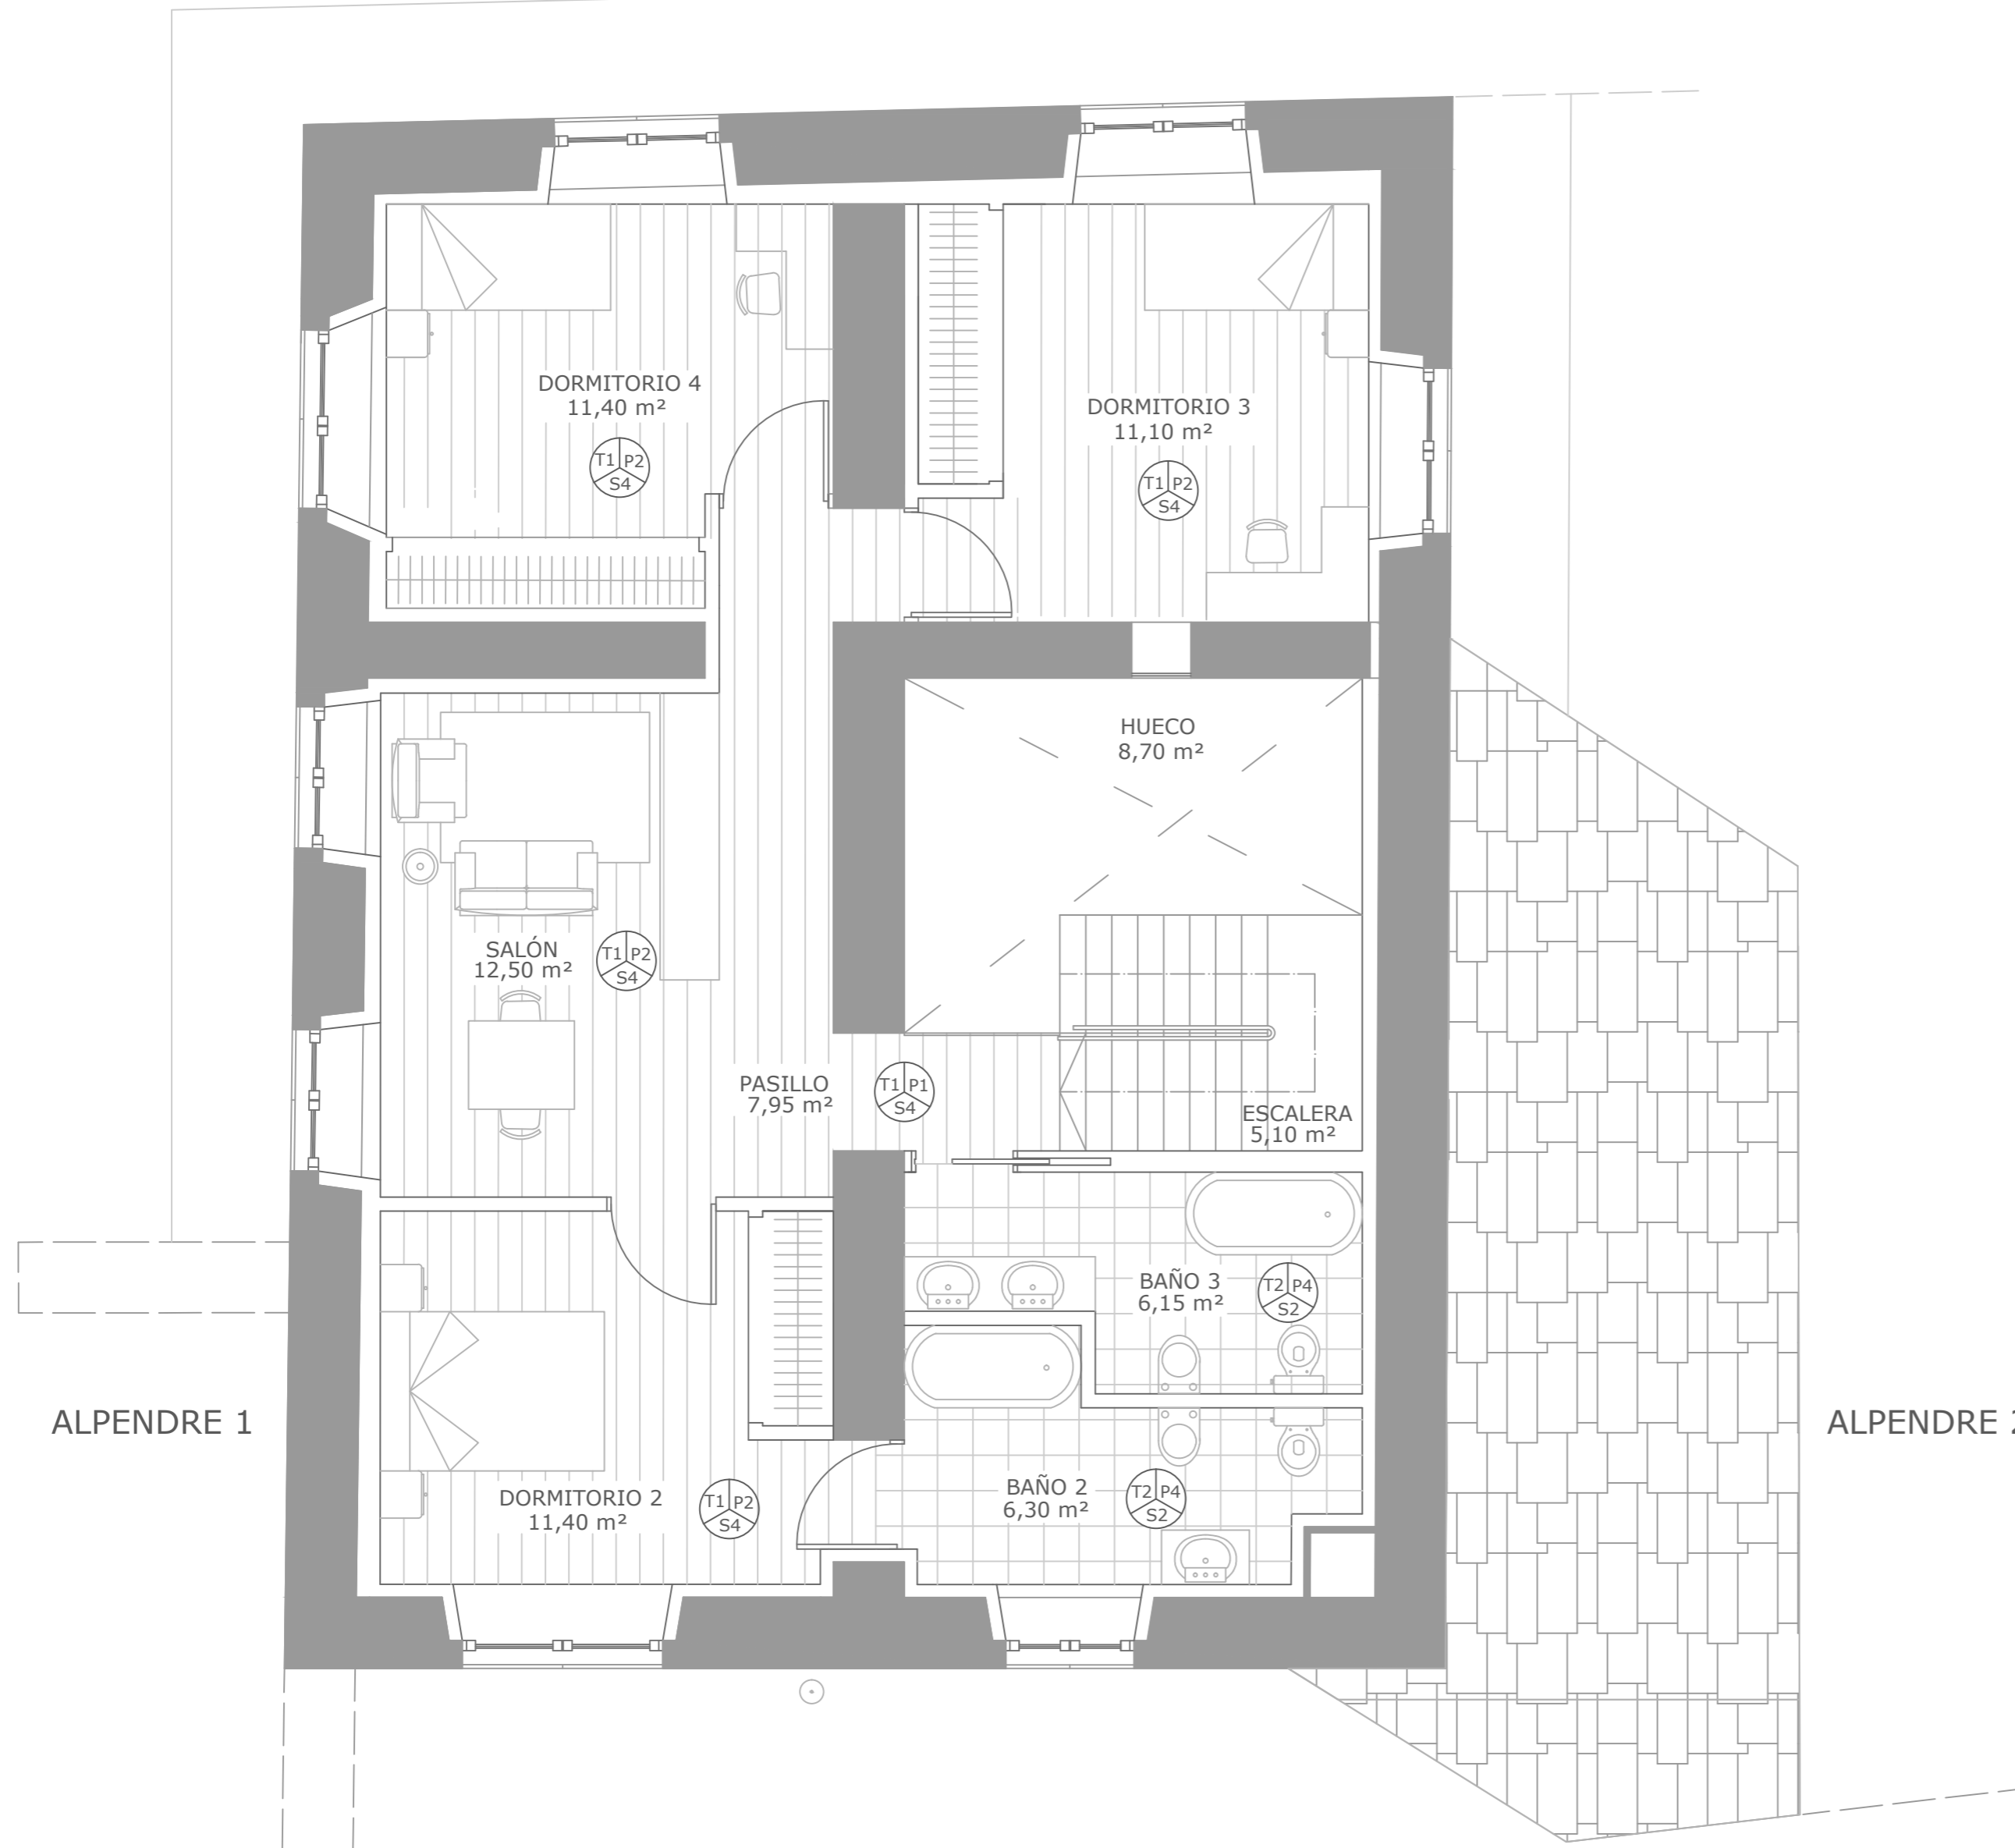 DORMITORIO 4
11,40 m²
T1 P2
S4
DORMITORIO 3
11,10 m²
T1 P2
S4
HUECO
8,70 m²
SALÓN
12,50 m²
T1 P2
S4
PASILLO
7,95 m²
T1 P1
S4
ESCALERA
5,10 m²
BAÑO 3
6,15 m²
T2 P4
S2
ALPENDRE 1
ALPENDRE 2
DORMITORIO 2
11,40 m²
T1 P2
S4
BAÑO 2
6,30 m²
T2 P4
S2